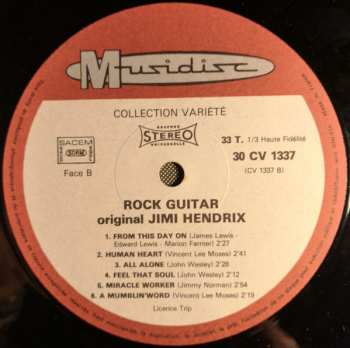 Musidisc
COLLECTION VARIÉTÉ
GRAVURE
STEREO
UNIVERSELLE
33 T. 1/3 Haute Fidélité
30 CV 1337
(CV 1337 B)
SACEM
Face B
ROCK GUITAR
original JIMI HENDRIX
1. FROM THIS DAY ON (James Lewis -
Edward Lewis - Marion Farmer) 2'27
2. HUMAN HEART (Vincent Lee Moses) 2'41
3. ALL ALONE (John Wesley) 2'28
4. FEEL THAT SOUL (John Wesley) 2'12
5. MIRACLE WORKER (Jimmy Norman) 2'54
6. A MUMBLIN'WORD (Vincent Lee Moses) 2'19
Licence Trip